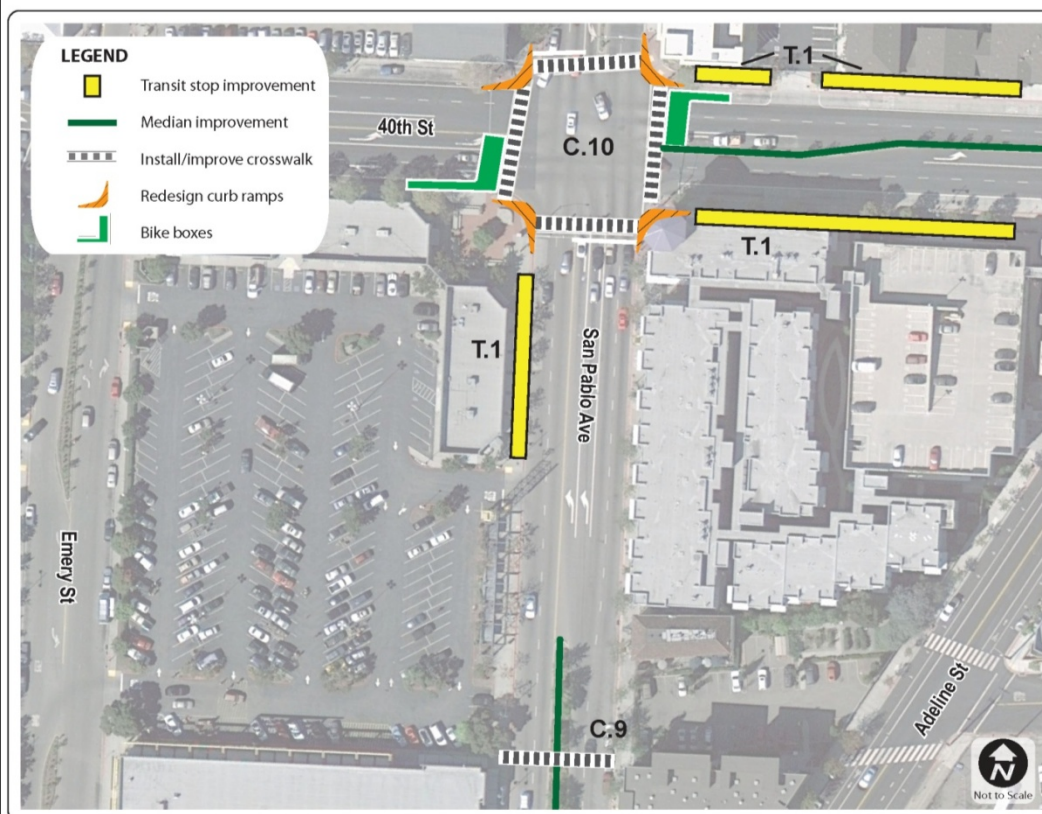 LEGEND
Transit stop improvement
Median improvement
Install/improve crosswalk
Redesign curb ramps
Bike boxes
T.1
40th St
C.10
T.1
T.1
San Pablo Ave
Emery St
Adeline St
C.9
N
Not to Scale